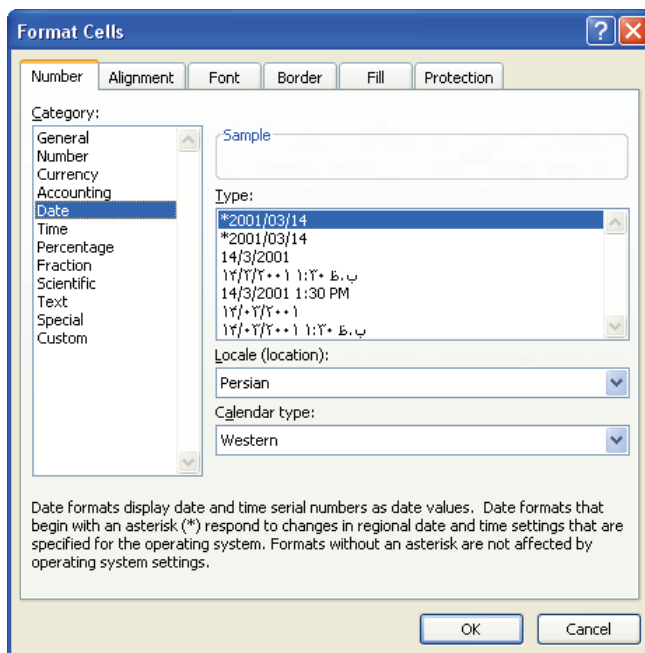 Format Cells
Number Alignment Font Border Fill Protection
Category:
General
Number
Currency
Accounting
Date
Time
Percentage
Fraction
Scientific
Text
Special
Custom
Sample
Type:
*2001/03/14
*2001/03/14
14/3/2001
۱۴/۳/۲۰۰۱ ۱:۳۰ ب.ظ
14/3/2001 1:30 PM
۱۴/۰۳/۲۰۰۱
۱۴/۰۳/۲۰۰۱ ۱:۳۰ ب.ظ
Locale (location):
Persian
Calendar type:
Western
Date formats display date and time serial numbers as date values. Date formats that
begin with an asterisk (*) respond to changes in regional date and time settings that are
specified for the operating system. Formats without an asterisk are not affected by
operating system settings.
OK Cancel